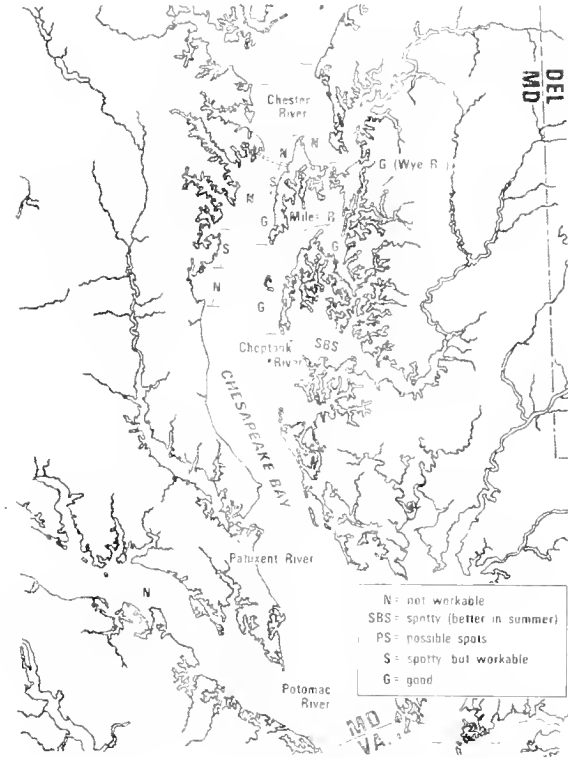 DEL
MD
Chester
River
N
N
G (Wye R.)
S
N
G
Miles R
G
S
N
G
Choptank
River
SBS
CHESAPEAKE BAY
Patuxent River
N
N = not workable
SBS = spotty (better in summer)
PS = possible spots
S = spotty but workable
G = good
Potomac
River
MD
VA.